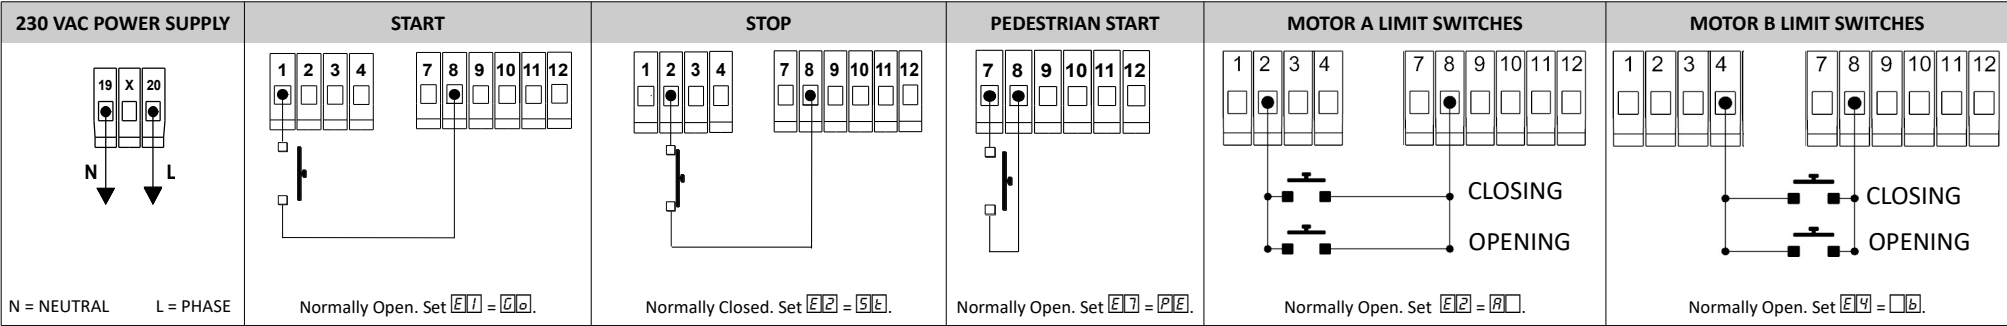 230 VAC POWER SUPPLY
19 X 20
N L
N = NEUTRAL L = PHASE
START
1 2 3 4 7 8 9 10 11 12
Normally Open. Set E1 = Go.
STOP
1 2 3 4 7 8 9 10 11 12
Normally Closed. Set E2 = St.
PEDESTRIAN START
7 8 9 10 11 12
Normally Open. Set E7 = PE.
MOTOR A LIMIT SWITCHES
1 2 3 4 7 8 9 10 11 12
CLOSING
OPENING
Normally Open. Set E2 = A .
MOTOR B LIMIT SWITCHES
1 2 3 4 7 8 9 10 11 12
CLOSING
OPENING
Normally Open. Set E4 = b.